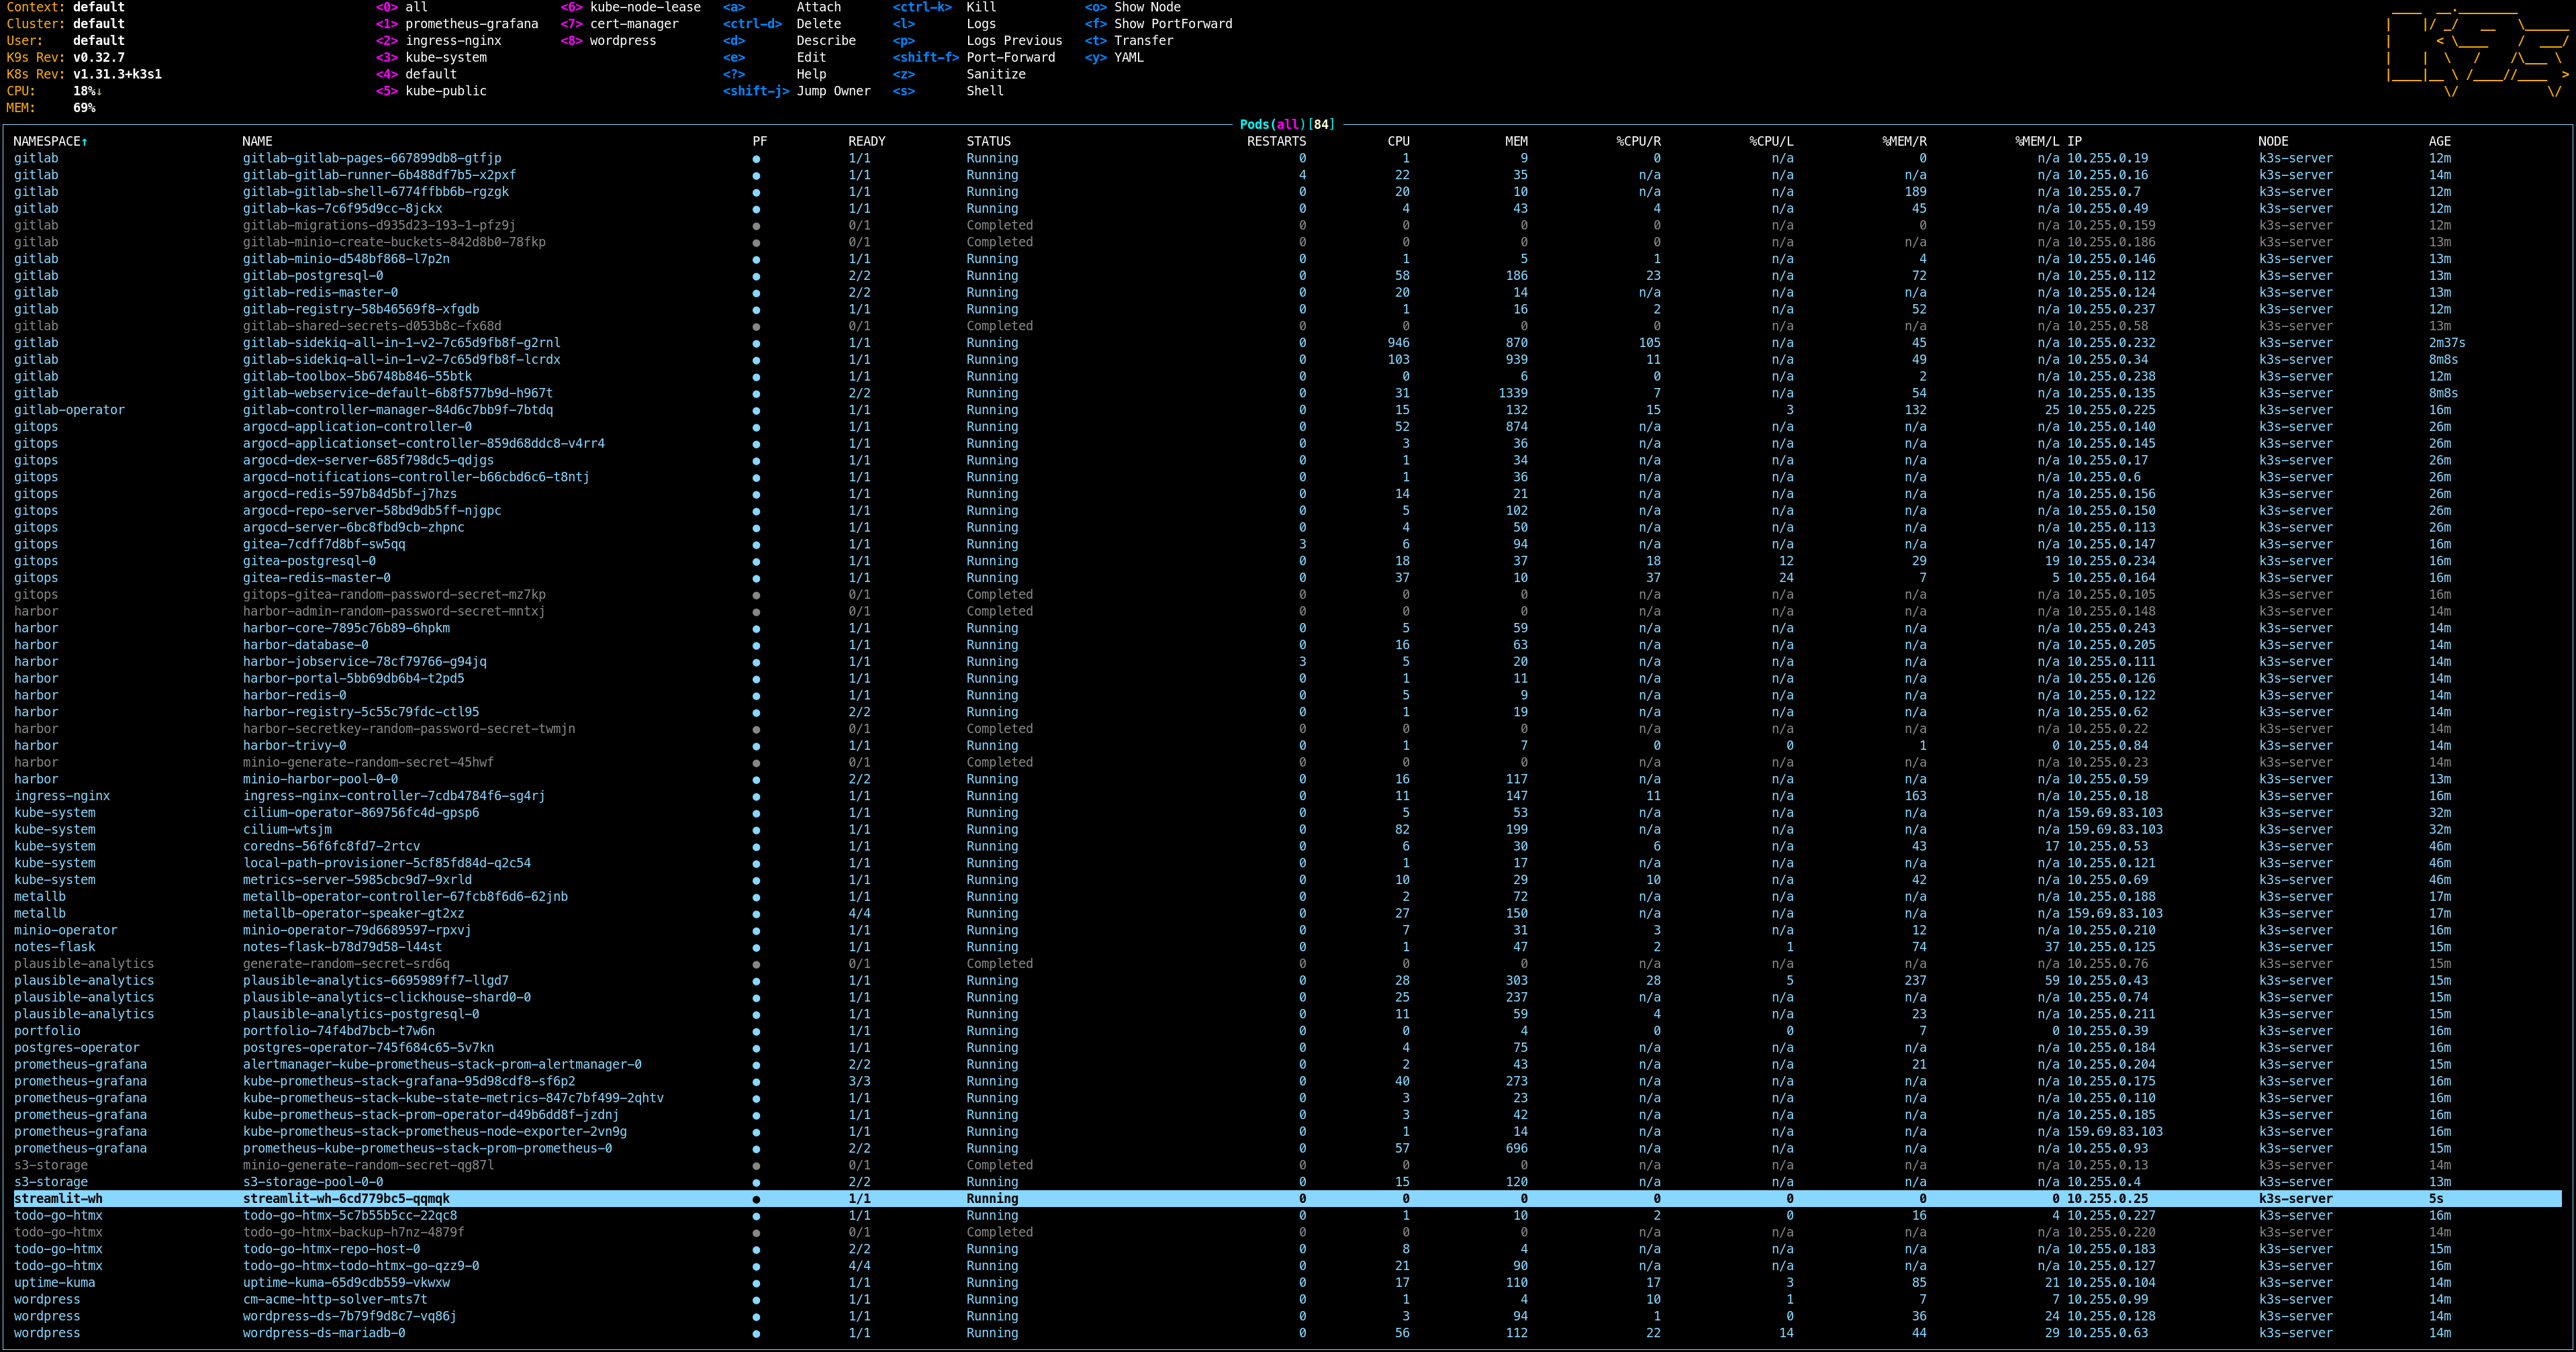 Context: default <0> all <6> kube-node-lease <a> Attach <ctrl-k> Kill <o> Show Node
Cluster: default <1> prometheus-grafana <7> cert-manager <ctrl-d> Delete <l> Logs <f> Show PortForward
User: default <2> ingress-nginx <8> wordpress <d> Describe <p> Logs Previous <t> Transfer
K9s Rev: v0.32.7 <3> kube-system <e> Edit <shift-f> Port-Forward <y> YAML
K8s Rev: v1.31.3+k3s1 <4> default <?> Help <z> Sanitize
CPU: 18%↓ <5> kube-public <shift-j> Jump Owner <s> Shell
MEM: 69%
Pods(all)[84]
NAMESPACE↑ NAME PF READY STATUS RESTARTS CPU MEM %CPU/R %CPU/L %MEM/R %MEM/L IP NODE AGE
gitlab gitlab-gitlab-pages-667899db8-gtfjp ● 1/1 Running 0 1 9 0 n/a 0 n/a 10.255.0.19 k3s-server 12m
gitlab gitlab-gitlab-runner-6b488df7b5-x2pxf ● 1/1 Running 4 22 35 n/a n/a n/a n/a 10.255.0.16 k3s-server 14m
gitlab gitlab-gitlab-shell-6774ffbb6b-rgzgk ● 1/1 Running 0 20 10 n/a n/a 189 n/a 10.255.0.7 k3s-server 12m
gitlab gitlab-kas-7c6f95d9cc-8jckx ● 1/1 Running 0 4 43 4 n/a 45 n/a 10.255.0.49 k3s-server 12m
gitlab gitlab-migrations-d935d23-193-1-pfz9j ● 0/1 Completed 0 0 0 0 n/a 0 n/a 10.255.0.159 k3s-server 12m
gitlab gitlab-minio-create-buckets-842d8b0-78fkp ● 0/1 Completed 0 0 0 0 n/a n/a n/a 10.255.0.186 k3s-server 13m
gitlab gitlab-minio-d548bf868-l7p2n ● 1/1 Running 0 1 5 1 n/a 4 n/a 10.255.0.146 k3s-server 13m
gitlab gitlab-postgresql-0 ● 2/2 Running 0 58 186 23 n/a 72 n/a 10.255.0.112 k3s-server 13m
gitlab gitlab-redis-master-0 ● 2/2 Running 0 20 14 n/a n/a n/a n/a 10.255.0.124 k3s-server 13m
gitlab gitlab-registry-58b46569f8-xfgdb ● 1/1 Running 0 1 16 2 n/a 52 n/a 10.255.0.237 k3s-server 12m
gitlab gitlab-shared-secrets-d053b8c-fx68d ● 0/1 Completed 0 0 0 0 n/a n/a n/a 10.255.0.58 k3s-server 13m
gitlab gitlab-sidekiq-all-in-1-v2-7c65d9fb8f-g2rnl ● 1/1 Running 0 946 870 105 n/a 45 n/a 10.255.0.232 k3s-server 2m37s
gitlab gitlab-sidekiq-all-in-1-v2-7c65d9fb8f-lcrdx ● 1/1 Running 0 103 939 11 n/a 49 n/a 10.255.0.34 k3s-server 8m8s
gitlab gitlab-toolbox-5b6748b846-55btk ● 1/1 Running 0 0 6 0 n/a 2 n/a 10.255.0.238 k3s-server 12m
gitlab gitlab-webservice-default-6b8f577b9d-h967t ● 2/2 Running 0 31 1339 7 n/a 54 n/a 10.255.0.135 k3s-server 8m8s
gitlab-operator gitlab-controller-manager-84d6c7bb9f-7btdq ● 1/1 Running 0 15 132 15 3 132 25 10.255.0.225 k3s-server 16m
gitops argocd-application-controller-0 ● 1/1 Running 0 52 874 n/a n/a n/a n/a 10.255.0.140 k3s-server 26m
gitops argocd-applicationset-controller-859d68ddc8-v4rr4 ● 1/1 Running 0 3 36 n/a n/a n/a n/a 10.255.0.145 k3s-server 26m
gitops argocd-dex-server-685f798dc5-qdjgs ● 1/1 Running 0 1 34 n/a n/a n/a n/a 10.255.0.17 k3s-server 26m
gitops argocd-notifications-controller-b66cbd6c6-t8ntj ● 1/1 Running 0 1 36 n/a n/a n/a n/a 10.255.0.6 k3s-server 26m
gitops argocd-redis-597b84d5bf-j7hzs ● 1/1 Running 0 14 21 n/a n/a n/a n/a 10.255.0.156 k3s-server 26m
gitops argocd-repo-server-58bd9db5ff-njgpc ● 1/1 Running 0 5 102 n/a n/a n/a n/a 10.255.0.150 k3s-server 26m
gitops argocd-server-6bc8fbd9cb-zhpnc ● 1/1 Running 0 4 50 n/a n/a n/a n/a 10.255.0.113 k3s-server 26m
gitops gitea-7cdff7d8bf-sw5qq ● 1/1 Running 3 6 94 n/a n/a n/a n/a 10.255.0.147 k3s-server 16m
gitops gitea-postgresql-0 ● 1/1 Running 0 18 37 18 12 29 19 10.255.0.234 k3s-server 16m
gitops gitea-redis-master-0 ● 1/1 Running 0 37 10 37 24 7 5 10.255.0.164 k3s-server 16m
gitops gitops-gitea-random-password-secret-mz7kp ● 0/1 Completed 0 0 0 n/a n/a n/a n/a 10.255.0.105 k3s-server 16m
harbor harbor-admin-random-password-secret-mntxj ● 0/1 Completed 0 0 0 n/a n/a n/a n/a 10.255.0.148 k3s-server 14m
harbor harbor-core-7895c76b89-6hpkm ● 1/1 Running 0 5 59 n/a n/a n/a n/a 10.255.0.243 k3s-server 14m
harbor harbor-database-0 ● 1/1 Running 0 16 63 n/a n/a n/a n/a 10.255.0.205 k3s-server 14m
harbor harbor-jobservice-78cf79766-g94jq ● 1/1 Running 3 5 20 n/a n/a n/a n/a 10.255.0.111 k3s-server 14m
harbor harbor-portal-5bb69db6b4-t2pd5 ● 1/1 Running 0 1 11 n/a n/a n/a n/a 10.255.0.126 k3s-server 14m
harbor harbor-redis-0 ● 1/1 Running 0 5 9 n/a n/a n/a n/a 10.255.0.122 k3s-server 14m
harbor harbor-registry-5c55c79fdc-ctl95 ● 2/2 Running 0 1 19 n/a n/a n/a n/a 10.255.0.62 k3s-server 14m
harbor harbor-secretkey-random-password-secret-twmjn ● 0/1 Completed 0 0 0 n/a n/a n/a n/a 10.255.0.22 k3s-server 14m
harbor harbor-trivy-0 ● 1/1 Running 0 1 7 0 0 1 0 10.255.0.84 k3s-server 14m
harbor minio-generate-random-secret-45hwf ● 0/1 Completed 0 0 0 n/a n/a n/a n/a 10.255.0.23 k3s-server 14m
harbor minio-harbor-pool-0-0 ● 2/2 Running 0 16 117 n/a n/a n/a n/a 10.255.0.59 k3s-server 13m
ingress-nginx ingress-nginx-controller-7cdb4784f6-sg4rj ● 1/1 Running 0 11 147 11 n/a 163 n/a 10.255.0.18 k3s-server 16m
kube-system cilium-operator-869756fc4d-gpsp6 ● 1/1 Running 0 5 53 n/a n/a n/a n/a 159.69.83.103 k3s-server 32m
kube-system cilium-wtsjm ● 1/1 Running 0 82 199 n/a n/a n/a n/a 159.69.83.103 k3s-server 32m
kube-system coredns-56f6fc8fd7-2rtcv ● 1/1 Running 0 6 30 6 n/a 43 17 10.255.0.53 k3s-server 46m
kube-system local-path-provisioner-5cf85fd84d-q2c54 ● 1/1 Running 0 1 17 n/a n/a n/a n/a 10.255.0.121 k3s-server 46m
kube-system metrics-server-5985cbc9d7-9xrld ● 1/1 Running 0 10 29 10 n/a 42 n/a 10.255.0.69 k3s-server 46m
metallb metallb-operator-controller-67fcb8f6d6-62jnb ● 1/1 Running 0 2 72 n/a n/a n/a n/a 10.255.0.188 k3s-server 17m
metallb metallb-operator-speaker-gt2xz ● 4/4 Running 0 27 150 n/a n/a n/a n/a 159.69.83.103 k3s-server 17m
minio-operator minio-operator-79d6689597-rpxvj ● 1/1 Running 0 7 31 3 n/a 12 n/a 10.255.0.210 k3s-server 16m
notes-flask notes-flask-b78d79d58-l44st ● 1/1 Running 0 1 47 2 1 74 37 10.255.0.125 k3s-server 15m
plausible-analytics generate-random-secret-srd6q ● 0/1 Completed 0 0 0 n/a n/a n/a n/a 10.255.0.76 k3s-server 15m
plausible-analytics plausible-analytics-6695989ff7-llgd7 ● 1/1 Running 0 28 303 28 5 237 59 10.255.0.43 k3s-server 15m
plausible-analytics plausible-analytics-clickhouse-shard0-0 ● 1/1 Running 0 25 237 n/a n/a n/a n/a 10.255.0.74 k3s-server 15m
plausible-analytics plausible-analytics-postgresql-0 ● 1/1 Running 0 11 59 4 n/a 23 n/a 10.255.0.211 k3s-server 15m
portfolio portfolio-74f4bd7bcb-t7w6n ● 1/1 Running 0 0 4 0 0 7 0 10.255.0.39 k3s-server 16m
postgres-operator postgres-operator-745f684c65-5v7kn ● 1/1 Running 0 4 75 n/a n/a n/a n/a 10.255.0.184 k3s-server 16m
prometheus-grafana alertmanager-kube-prometheus-stack-prom-alertmanager-0 ● 2/2 Running 0 2 43 n/a n/a 21 n/a 10.255.0.204 k3s-server 15m
prometheus-grafana kube-prometheus-stack-grafana-95d98cdf8-sf6p2 ● 3/3 Running 0 40 273 n/a n/a n/a n/a 10.255.0.175 k3s-server 16m
prometheus-grafana kube-prometheus-stack-kube-state-metrics-847c7bf499-2qhtv ● 1/1 Running 0 3 23 n/a n/a n/a n/a 10.255.0.110 k3s-server 16m
prometheus-grafana kube-prometheus-stack-prom-operator-d49b6dd8f-jzdnj ● 1/1 Running 0 3 42 n/a n/a n/a n/a 10.255.0.185 k3s-server 16m
prometheus-grafana kube-prometheus-stack-prometheus-node-exporter-2vn9g ● 1/1 Running 0 1 14 n/a n/a n/a n/a 159.69.83.103 k3s-server 16m
prometheus-grafana prometheus-kube-prometheus-stack-prom-prometheus-0 ● 2/2 Running 0 57 696 n/a n/a n/a n/a 10.255.0.93 k3s-server 15m
s3-storage minio-generate-random-secret-qg87l ● 0/1 Completed 0 0 0 n/a n/a n/a n/a 10.255.0.13 k3s-server 14m
s3-storage s3-storage-pool-0-0 ● 2/2 Running 0 15 120 n/a n/a n/a n/a 10.255.0.4 k3s-server 13m
streamlit-wh streamlit-wh-6cd779bc5-qqmqk ● 1/1 Running 0 0 0 0 0 0 0 10.255.0.25 k3s-server 5s
todo-go-htmx todo-go-htmx-5c7b55b5cc-22qc8 ● 1/1 Running 0 1 10 2 0 16 4 10.255.0.227 k3s-server 16m
todo-go-htmx todo-go-htmx-backup-h7nz-4879f ● 0/1 Completed 0 0 0 n/a n/a n/a n/a 10.255.0.220 k3s-server 14m
todo-go-htmx todo-go-htmx-repo-host-0 ● 2/2 Running 0 8 4 n/a n/a n/a n/a 10.255.0.183 k3s-server 15m
todo-go-htmx todo-go-htmx-todo-htmx-go-qzz9-0 ● 4/4 Running 0 21 90 n/a n/a n/a n/a 10.255.0.127 k3s-server 16m
uptime-kuma uptime-kuma-65d9cdb559-vkwxw ● 1/1 Running 0 17 110 17 3 85 21 10.255.0.104 k3s-server 14m
wordpress cm-acme-http-solver-mts7t ● 1/1 Running 0 1 4 10 1 7 7 10.255.0.99 k3s-server 14m
wordpress wordpress-ds-7b79f9d8c7-vq86j ● 1/1 Running 0 3 94 1 0 36 24 10.255.0.128 k3s-server 14m
wordpress wordpress-ds-mariadb-0 ● 1/1 Running 0 56 112 22 14 44 29 10.255.0.63 k3s-server 14m